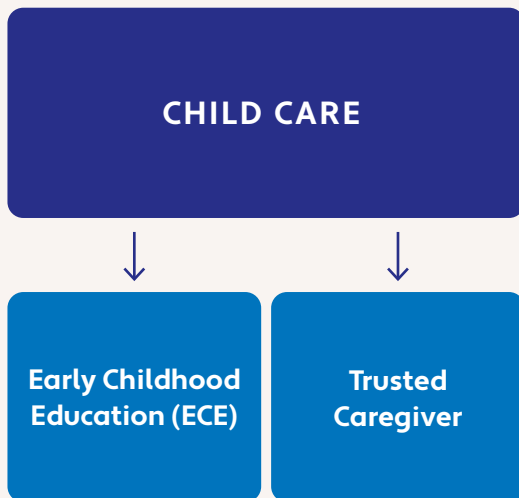 CHILD CARE
Early Childhood
Education (ECE)
Trusted
Caregiver